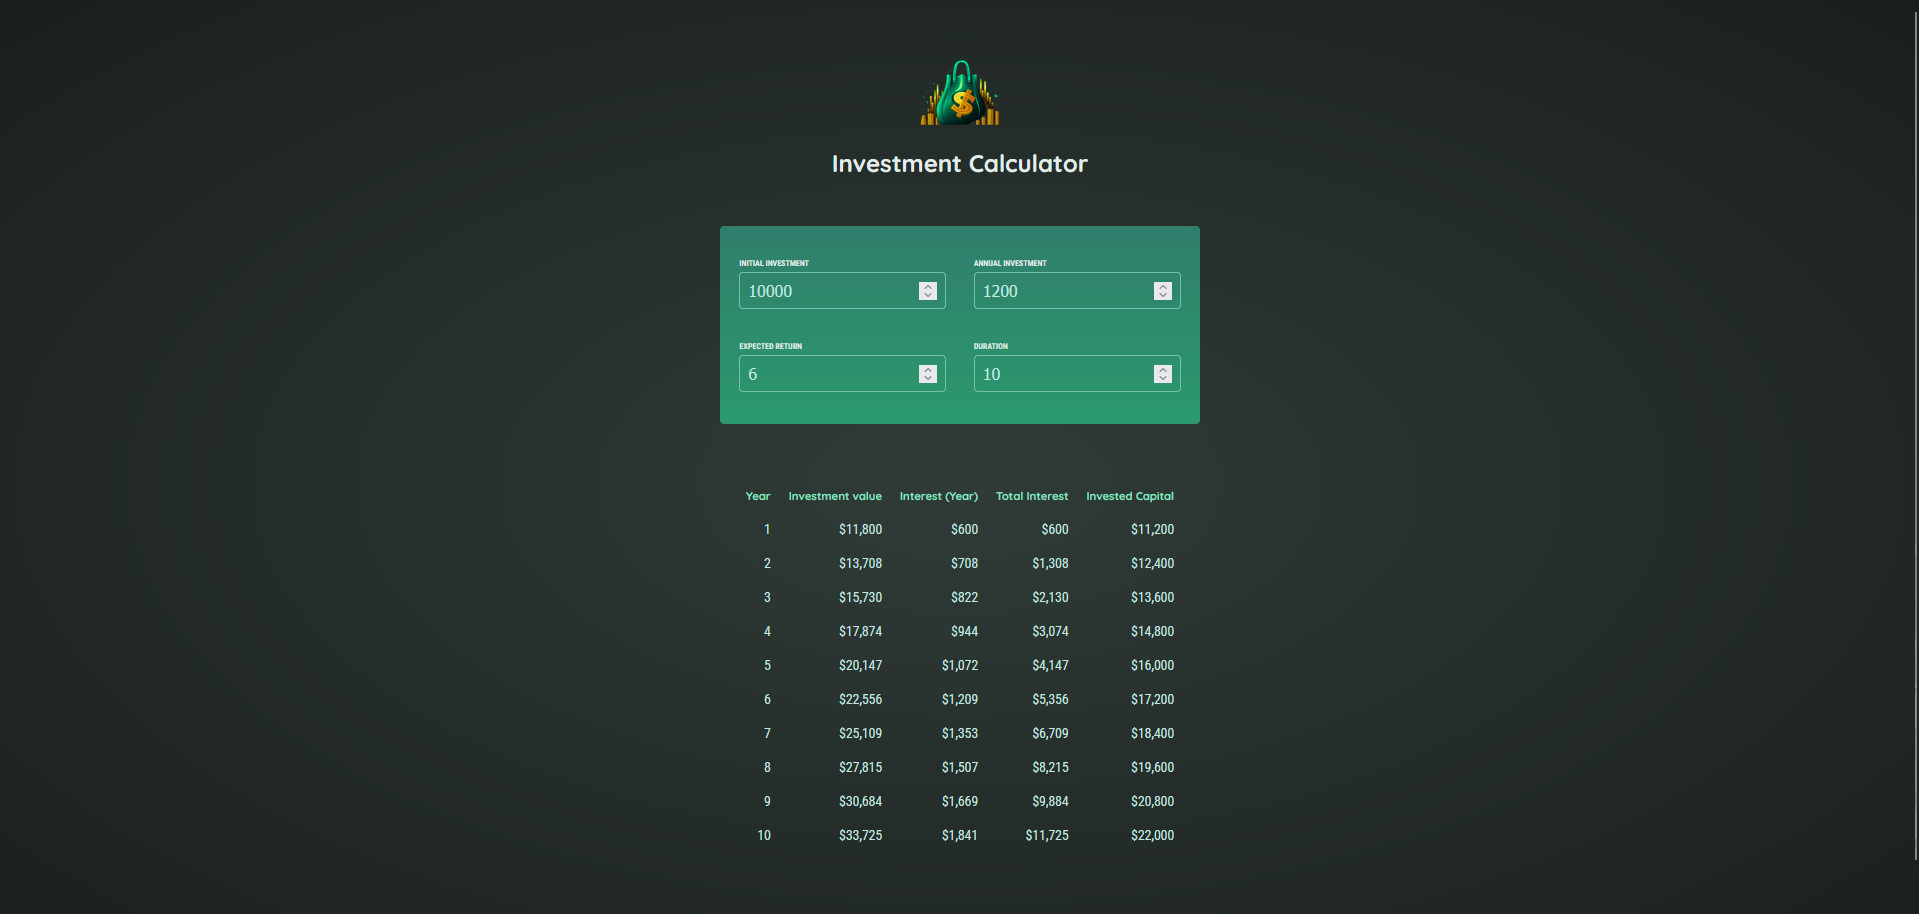 $
Investment Calculator
INITIAL INVESTMENT ANNUAL INVESTMENT
10000 1200
EXPECTED RETURN DURATION
6 10
Year Investment value Interest (Year) Total Interest Invested Capital
1 $11,800 $600 $600 $11,200
2 $13,708 $708 $1,308 $12,400
3 $15,730 $822 $2,130 $13,600
4 $17,874 $944 $3,074 $14,800
5 $20,147 $1,072 $4,147 $16,000
6 $22,556 $1,209 $5,356 $17,200
7 $25,109 $1,353 $6,709 $18,400
8 $27,815 $1,507 $8,215 $19,600
9 $30,684 $1,669 $9,884 $20,800
10 $33,725 $1,841 $11,725 $22,000